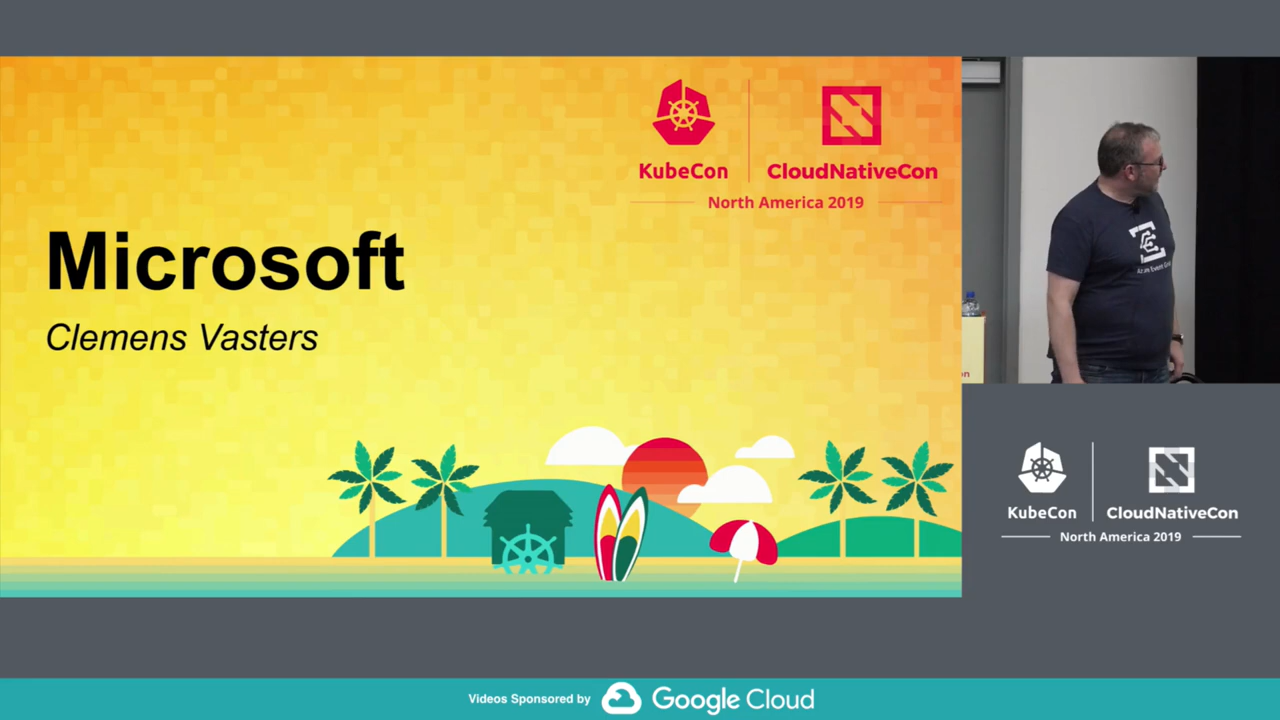 KubeCon
CloudNativeCon
North America 2019
Microsoft
Clemens Vasters
KubeCon
CloudNativeCon
North America 2019
Videos Sponsored by Google Cloud